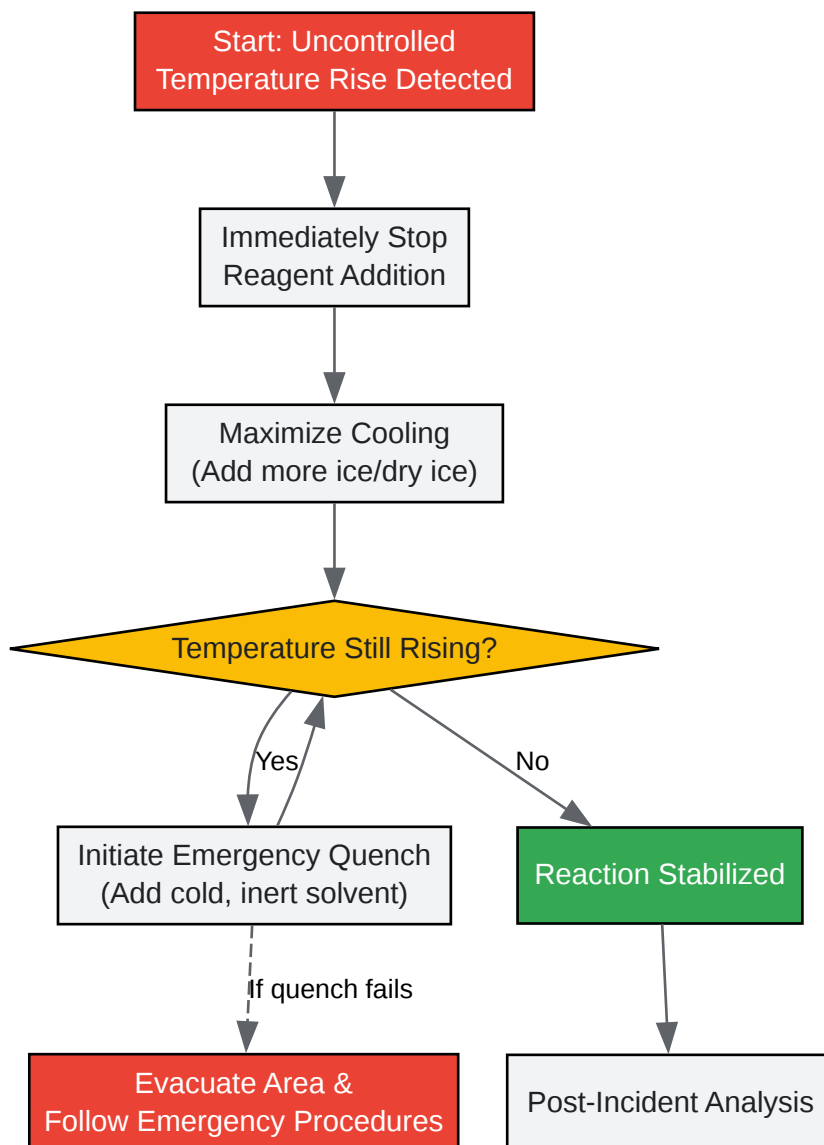 Start: Uncontrolled
Temperature Rise Detected
Immediately Stop
Reagent Addition
Maximize Cooling
(Add more ice/dry ice)
Temperature Still Rising?
Yes
No
Initiate Emergency Quench
(Add cold, inert solvent)
Reaction Stabilized
If quench fails
Evacuate Area &
Follow Emergency Procedures
Post-Incident Analysis